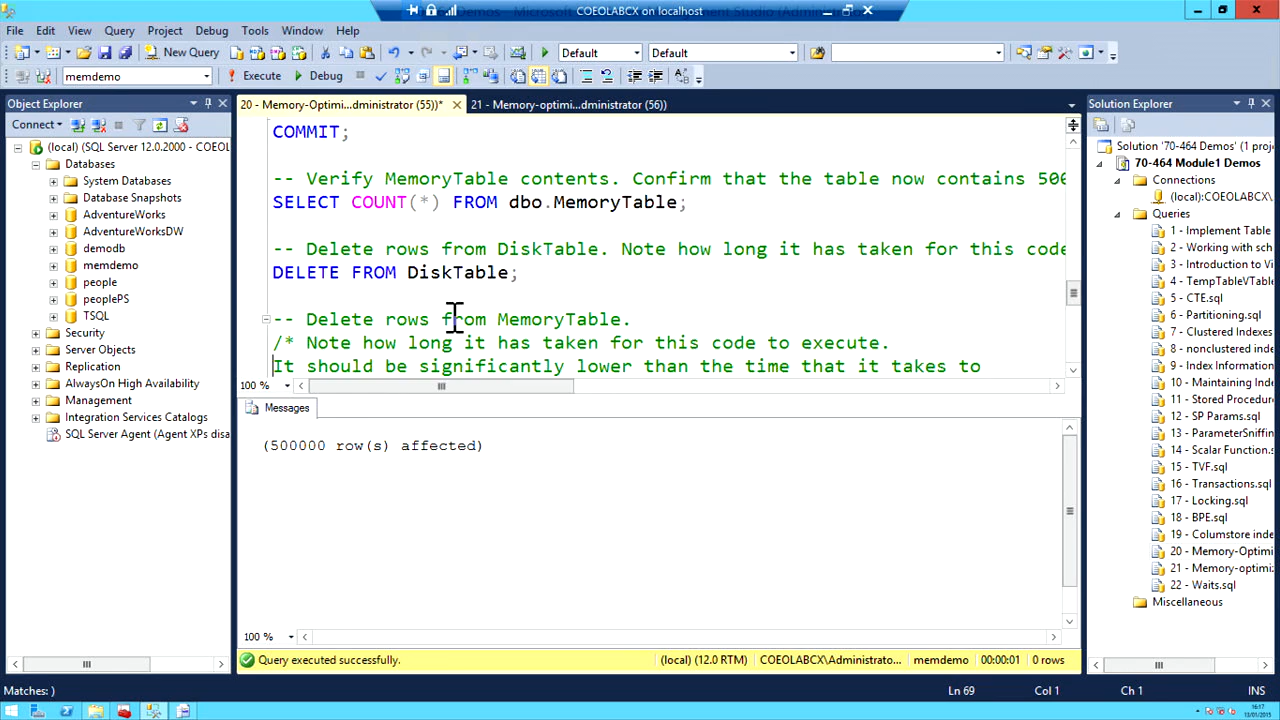 COEOLABCX on localhost
File Edit View Query Project Debug Tools Window Help
New Query Default Default
memdemo Execute Debug
Object Explorer
20 - Memory-Optimi...dministrator (55))*
21 - Memory-optimi...dministrator (56))
Solution Explorer
Connect
(local) (SQL Server 12.0.2000 - COEOL
Databases
System Databases
Database Snapshots
AdventureWorks
AdventureWorksDW
demodb
memdemo
people
peoplePS
TSQL
Security
Server Objects
Replication
AlwaysOn High Availability
Management
Integration Services Catalogs
SQL Server Agent (Agent XPs disa
COMMIT;
-- Verify MemoryTable contents. Confirm that the table now contains 500
SELECT COUNT(*) FROM dbo.MemoryTable;
-- Delete rows from DiskTable. Note how long it has taken for this code
DELETE FROM DiskTable;
-- Delete rows from MemoryTable.
/* Note how long it has taken for this code to execute.
It should be significantly lower than the time that it takes to
100 %
Messages
(500000 row(s) affected)
100 %
Query executed successfully.
(local) (12.0 RTM) COEOLABCX\Administrato... memdemo 00:00:01 0 rows
Solution '70-464 Demos' (1 proj
70-464 Module1 Demos
Connections
(local):COEOLABCX\
Queries
1 - Implement Table
2 - Working with sch
3 - Introduction to Vi
4 - TempTableVTabl
5 - CTE.sql
6 - Partitioning.sql
7 - Clustered Indexes
8 - nonclustered inde
9 - Index Information
10 - Maintaining Ind
11 - Stored Procedure
12 - SP Params.sql
13 - ParameterSniffin
14 - Scalar Function.s
15 - TVF.sql
16 - Transactions.sql
17 - Locking.sql
18 - BPE.sql
19 - Columstore inde
20 - Memory-Optimi
21 - Memory-optimiz
22 - Waits.sql
Miscellaneous
Matches: )
Ln 69 Col 1 Ch 1 INS
16:17
13/01/2015